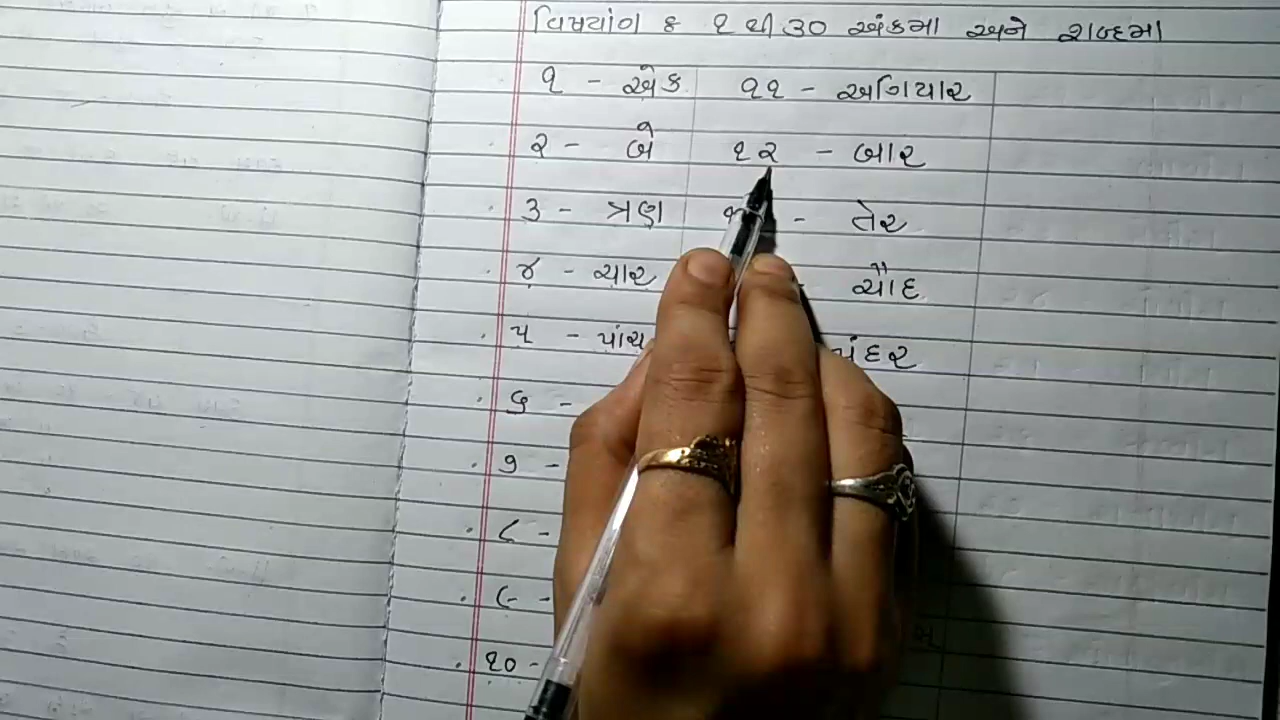 વિષયાંગ ૬ ૧ થી ૩૦ અંકમા અને શબ્દમા
૧ - એક ૧૧ - અગિયાર
૨ - બે ૧૨ - બાર
૩ - ત્રણ - તેર
૪ - ચાર ચૌદ
૫ - પાંચ પંદર
૬ -
૭ -
૮ -
૯ -
૧૦ -